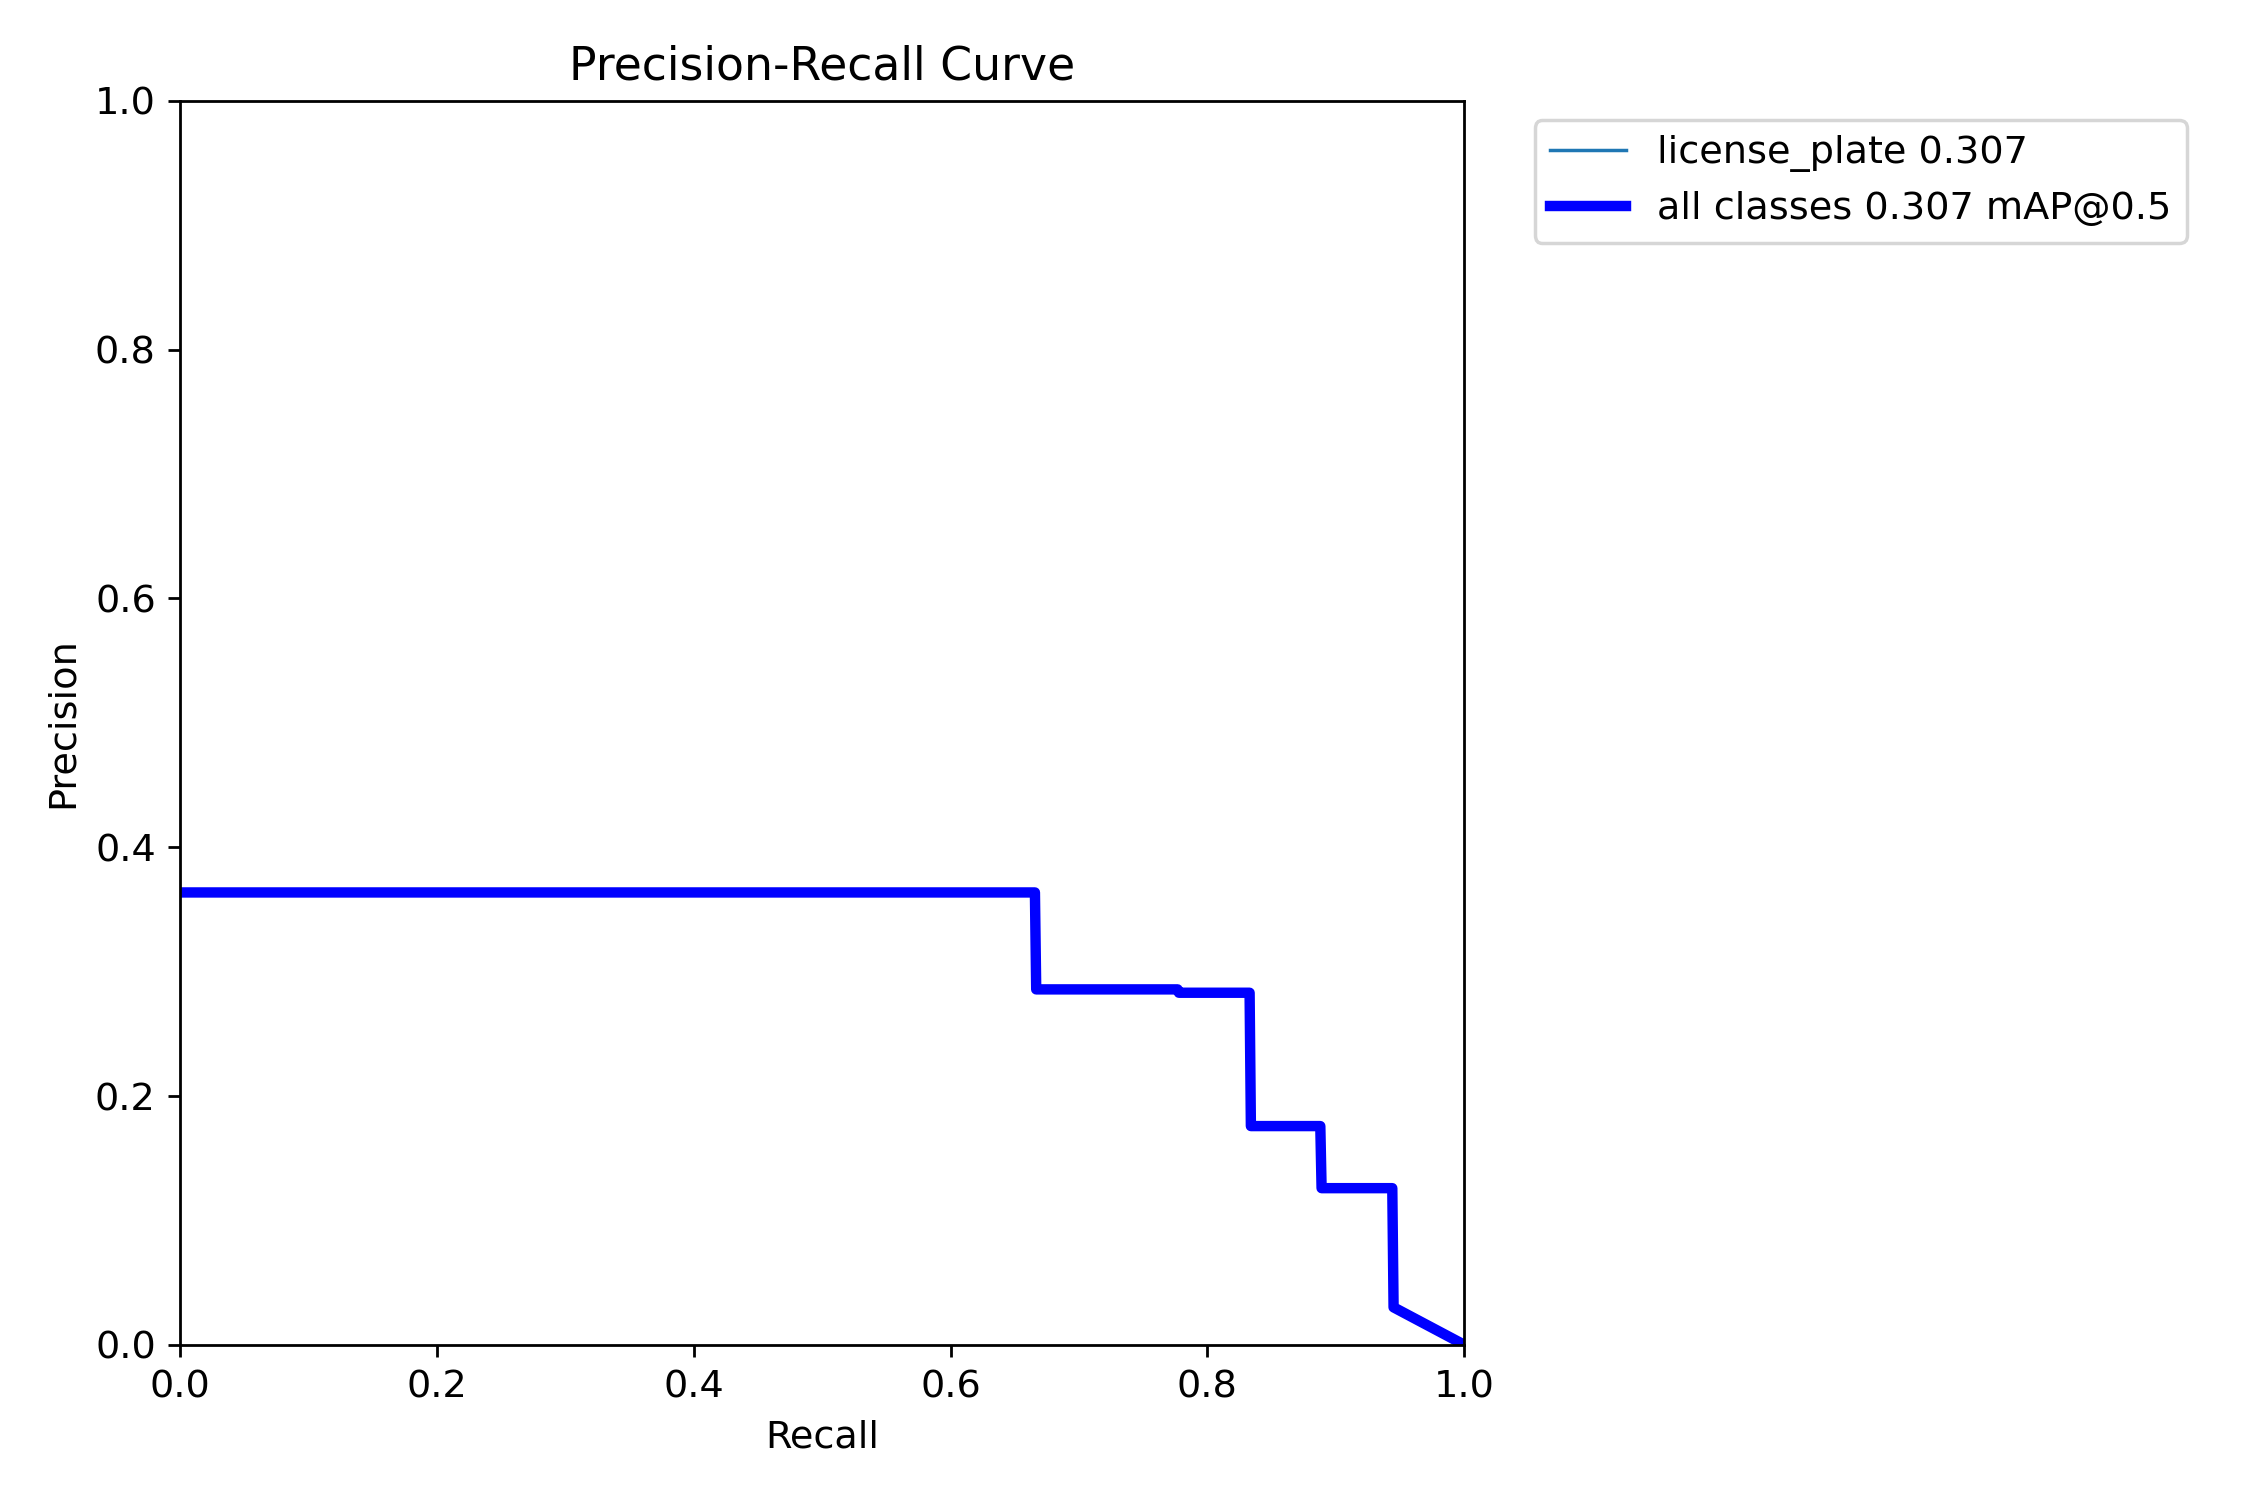 Precision-Recall Curve
1.0
0.8
0.6
0.4
0.2
0.0
Precision
0.0 0.2 0.4 0.6 0.8 1.0
Recall
license_plate 0.307
all classes 0.307 mAP@0.5